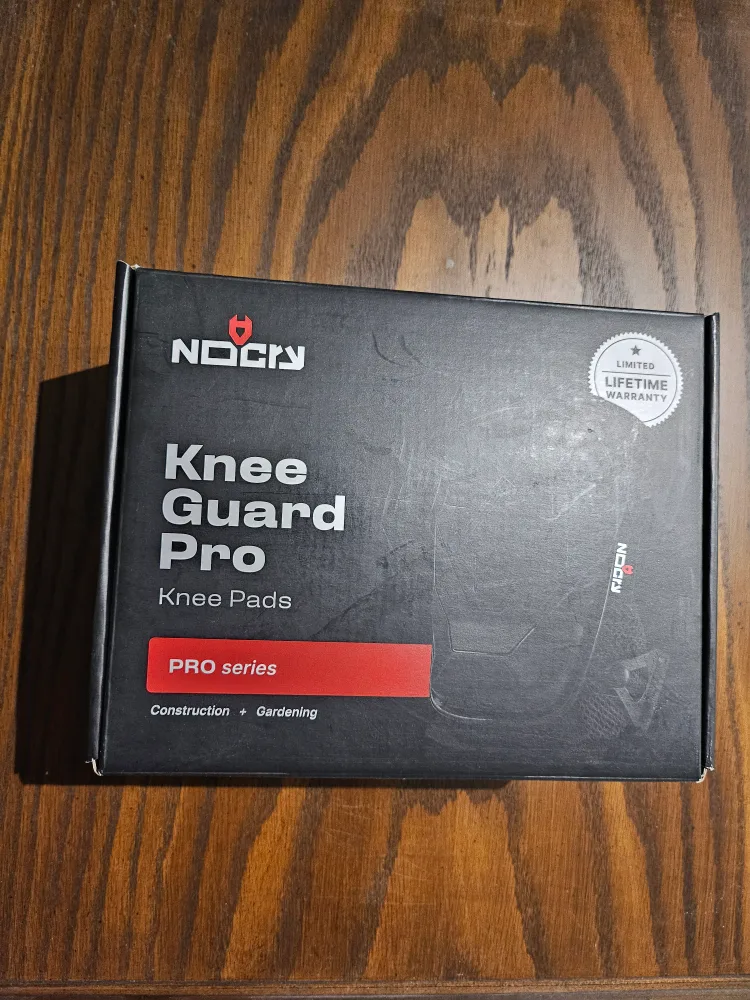 NOCry
LIMITED
LIFETIME
WARRANTY
Knee
Guard
Pro
Knee Pads
NOCry
PRO series
Construction + Gardening